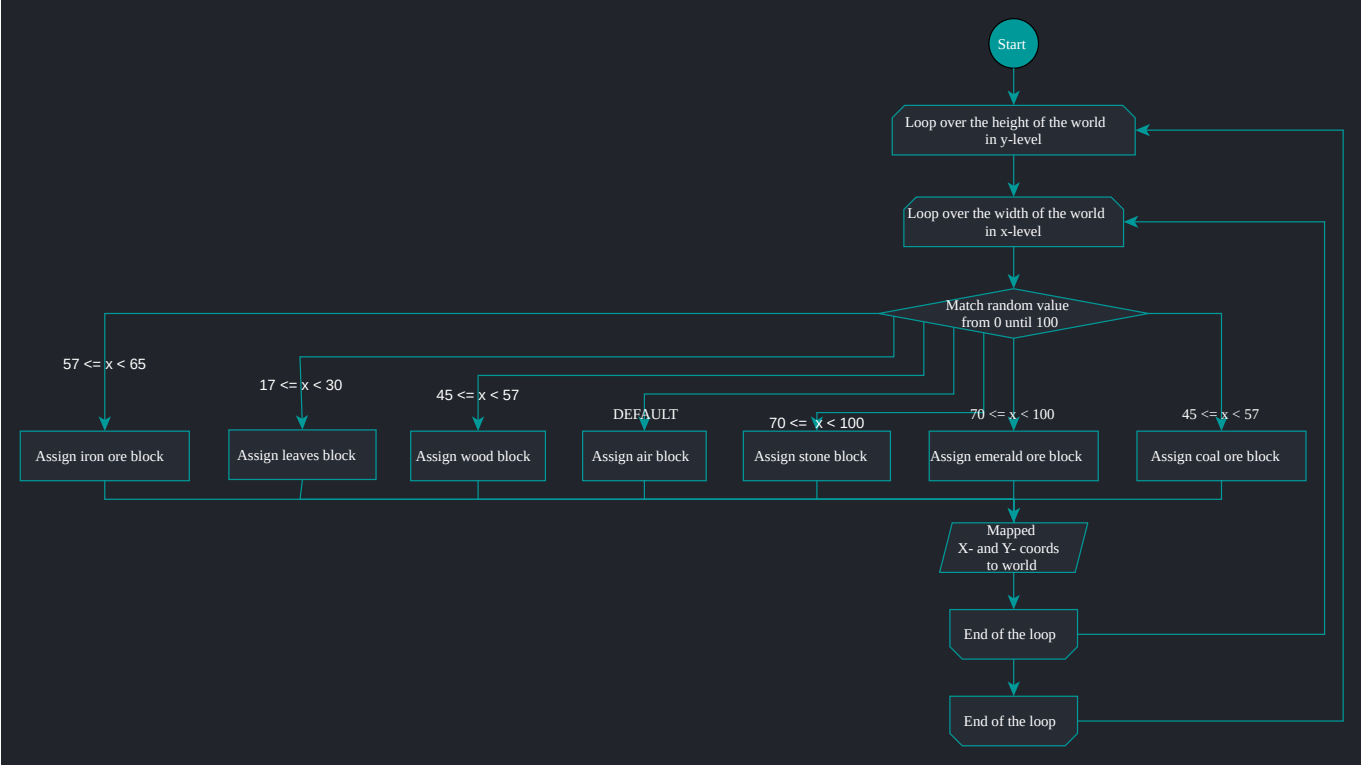 Start
Loop over the height of the world
in y-level
Loop over the width of the world
in x-level
Match random value
from 0 until 100
57 <= x < 65
17 <= x < 30
45 <= x < 57
DEFAULT
70 <= x < 100
70 <= x < 100
45 <= x < 57
Assign iron ore block
Assign leaves block
Assign wood block
Assign air block
Assign stone block
Assign emerald ore block
Assign coal ore block
Mapped
X- and Y- coords
to world
End of the loop
End of the loop